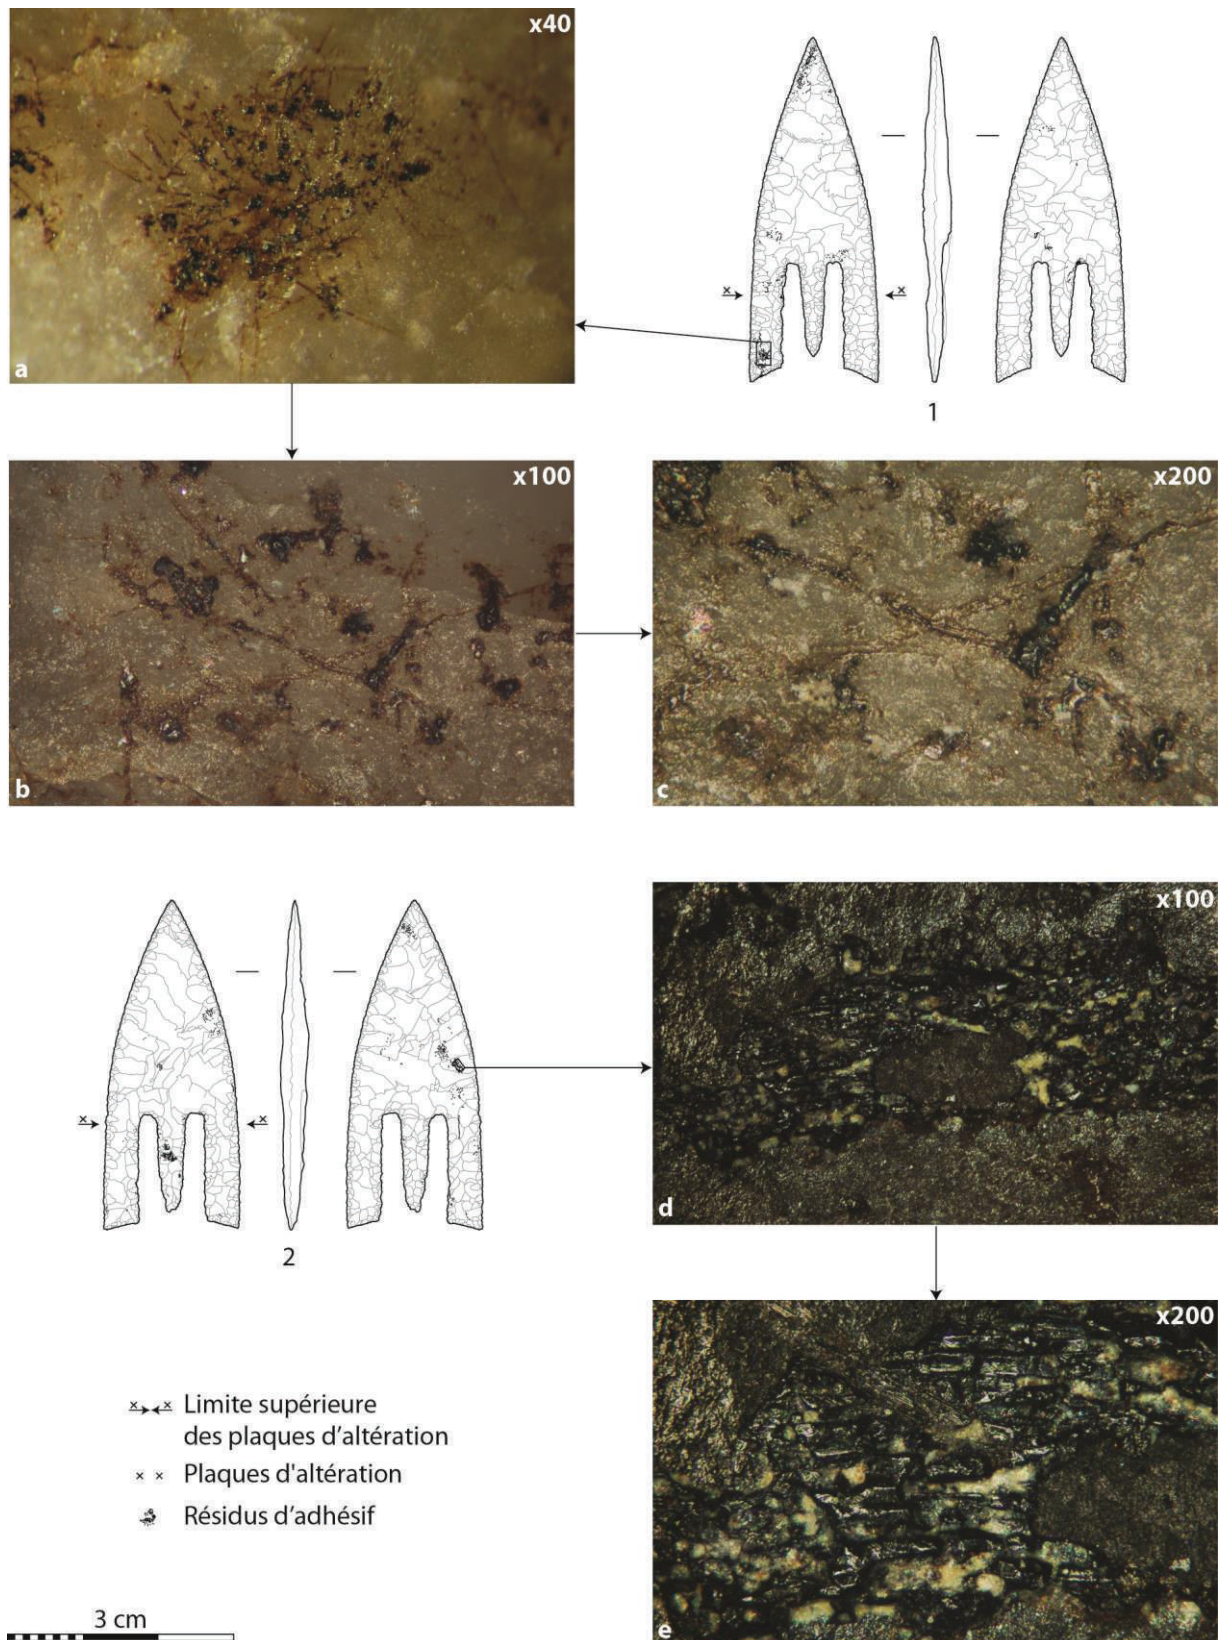 x40
a
x x
1
x100
b
x200
c
x x
2
x100
d
x200
e
x x Limite supérieure
des plaques d'altération
x x Plaques d'altération
Résidus d'adhésif
3 cm